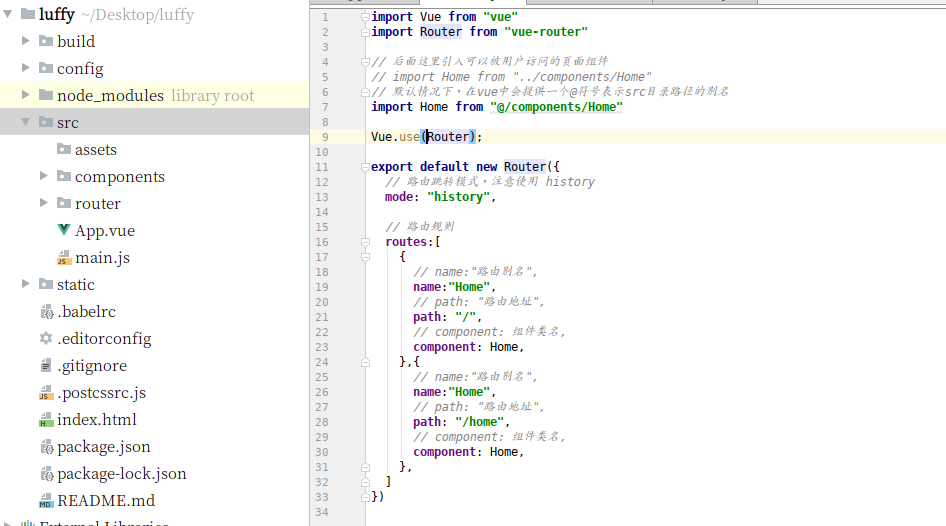 luffy ~/Desktop/luffy
build
config
node_modules library root
src
assets
components
router
App.vue
main.js
static
.babelrc
.editorconfig
.gitignore
.postcssrc.js
index.html
package.json
package-lock.json
README.md
External Libraries
1 import Vue from "vue"
2 import Router from "vue-router"
3
4 // 后面这里引入可以被用户访问的页面组件
5 // import Home from "../components/Home"
6 // 默认情况下，在vue中会提供一个@符号表示src目录路径的别名
7 import Home from "@/components/Home"
8
9 Vue.use(Router);
10
11 export default new Router({
12 // 路由跳转模式，注意使用 history
13 mode: "history",
14
15 // 路由规则
16 routes:[
17 {
18 // name:"路由别名",
19 name:"Home",
20 // path: "路由地址",
21 path: "/",
22 // component: 组件类名,
23 component: Home,
24 },{
25 // name:"路由别名",
26 name:"Home",
27 // path: "路由地址",
28 path: "/home",
29 // component: 组件类名,
30 component: Home,
31 },
32 ]
33 })
34